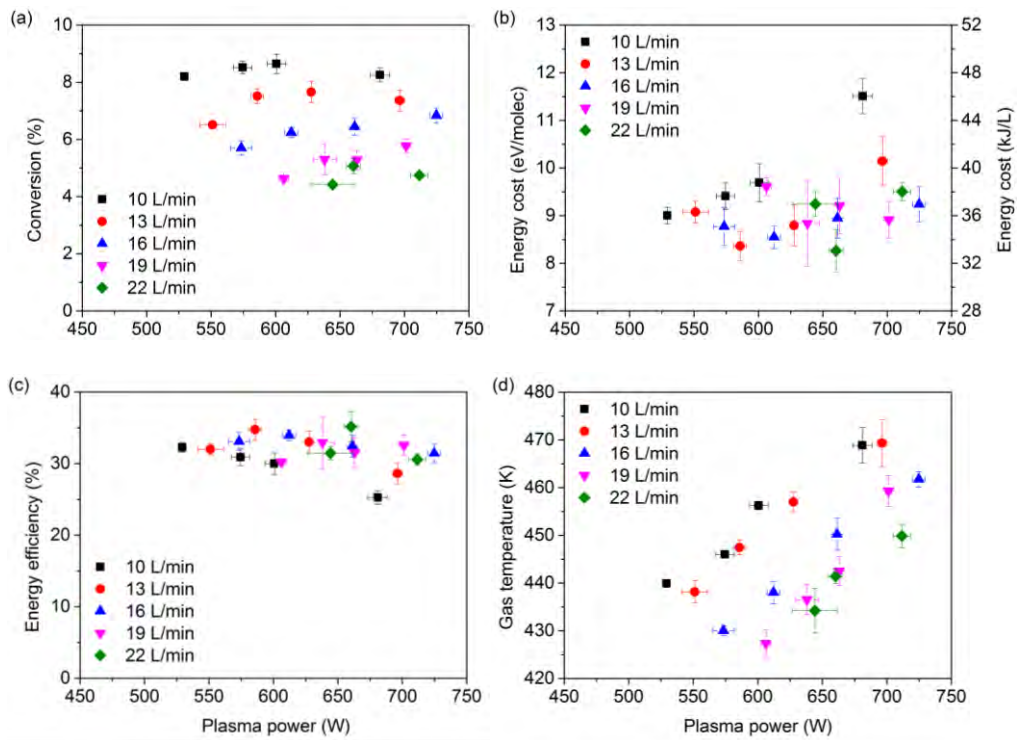 (a)
10
8
6
4
2
0
Conversion (%)
10 L/min
13 L/min
16 L/min
19 L/min
22 L/min
450 500 550 600 650 700 750
(b)
13
12
11
10
9
8
7
Energy cost (eV/molec)
10 L/min
13 L/min
16 L/min
19 L/min
22 L/min
52
48
44
40
36
32
28
Energy cost (kJ/L)
450 500 550 600 650 700 750
(c)
40
30
20
10
0
Energy efficiency (%)
10 L/min
13 L/min
16 L/min
19 L/min
22 L/min
450 500 550 600 650 700 750
Plasma power (W)
(d)
480
470
460
450
440
430
420
Gas temperature (K)
10 L/min
13 L/min
16 L/min
19 L/min
22 L/min
450 500 550 600 650 700 750
Plasma power (W)